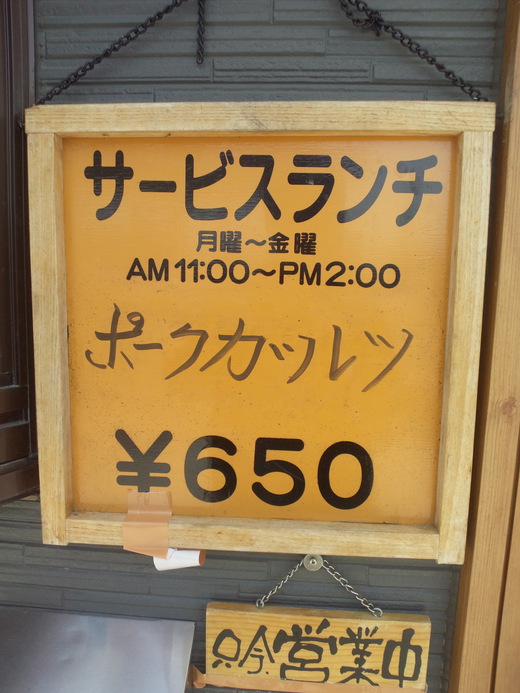 サービスランチ
月曜～金曜
AM11:00～PM2:00
ポークカツレツ
¥650
只今営業中